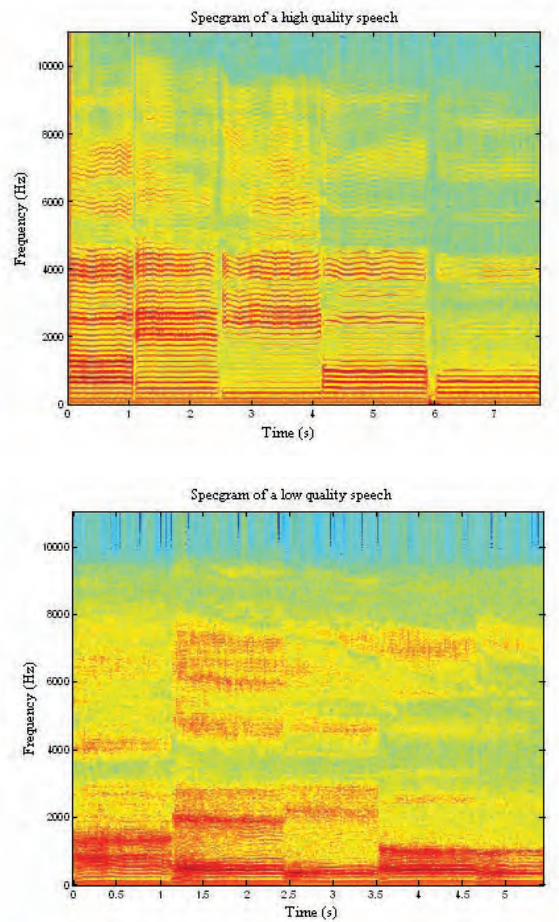 Specgram of a high quality speech
10000
8000
6000
4000
2000
0
Frequency (Hz)
0 1 2 3 4 5 6 7
Time (s)
Specgram of a low quality speech
10000
8000
6000
4000
2000
0
Frequency (Hz)
0 0.5 1 1.5 2 2.5 3 3.5 4 4.5 5
Time (s)